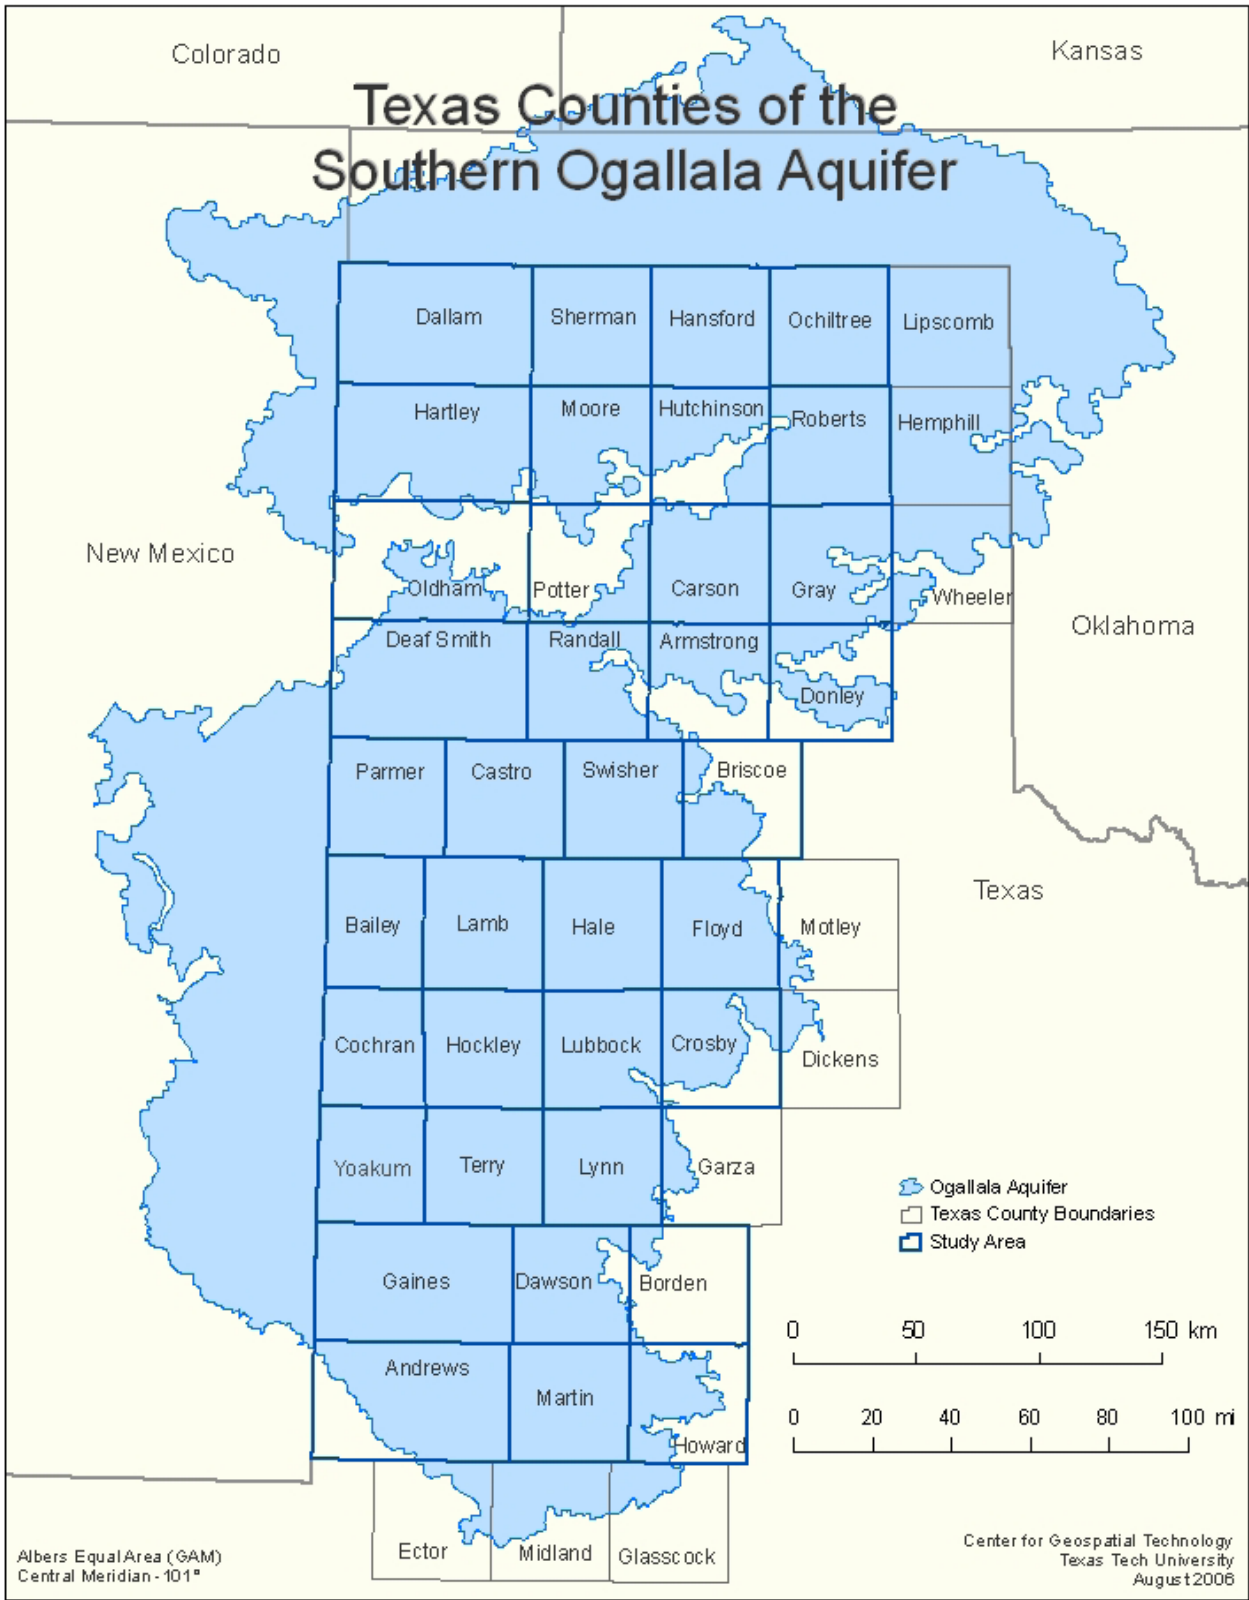 Colorado
Kansas
Texas Counties of the
Southern Ogallala Aquifer
Dallam
Sherman
Hansford
Ochiltree
Lipscomb
Hartley
Moore
Hutchinson
Roberts
Hemphill
New Mexico
Oldham
Potter
Carson
Gray
Wheeler
Oklahoma
Deaf Smith
Randall
Armstrong
Donley
Parmer
Castro
Swisher
Briscoe
Texas
Bailey
Lamb
Hale
Floyd
Motley
Cochran
Hockley
Lubbock
Crosby
Dickens
Yoakum
Terry
Lynn
Garza
Ogallala Aquifer
Texas County Boundaries
Study Area
Gaines
Dawson
Borden
0 50 100 150 km
Andrews
Martin
Howard
0 20 40 60 80 100 mi
Ector
Midland
Glasscock
Albers Equal Area (GAM)
Central Meridian -101°
Center for Geospatial Technology
Texas Tech University
August 2006